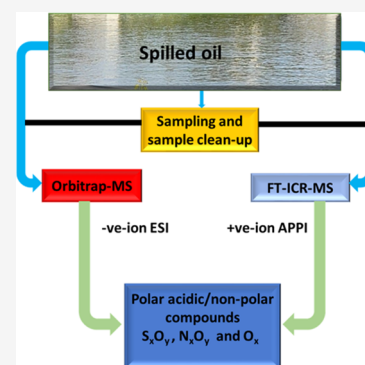 Spilled oil
Sampling and
sample clean-up
Orbitrap-MS
FT-ICR-MS
-ve-ion ESI
+ve-ion APPI
Polar acidic/non-polar
compounds
SxOy, NxOy and Ox